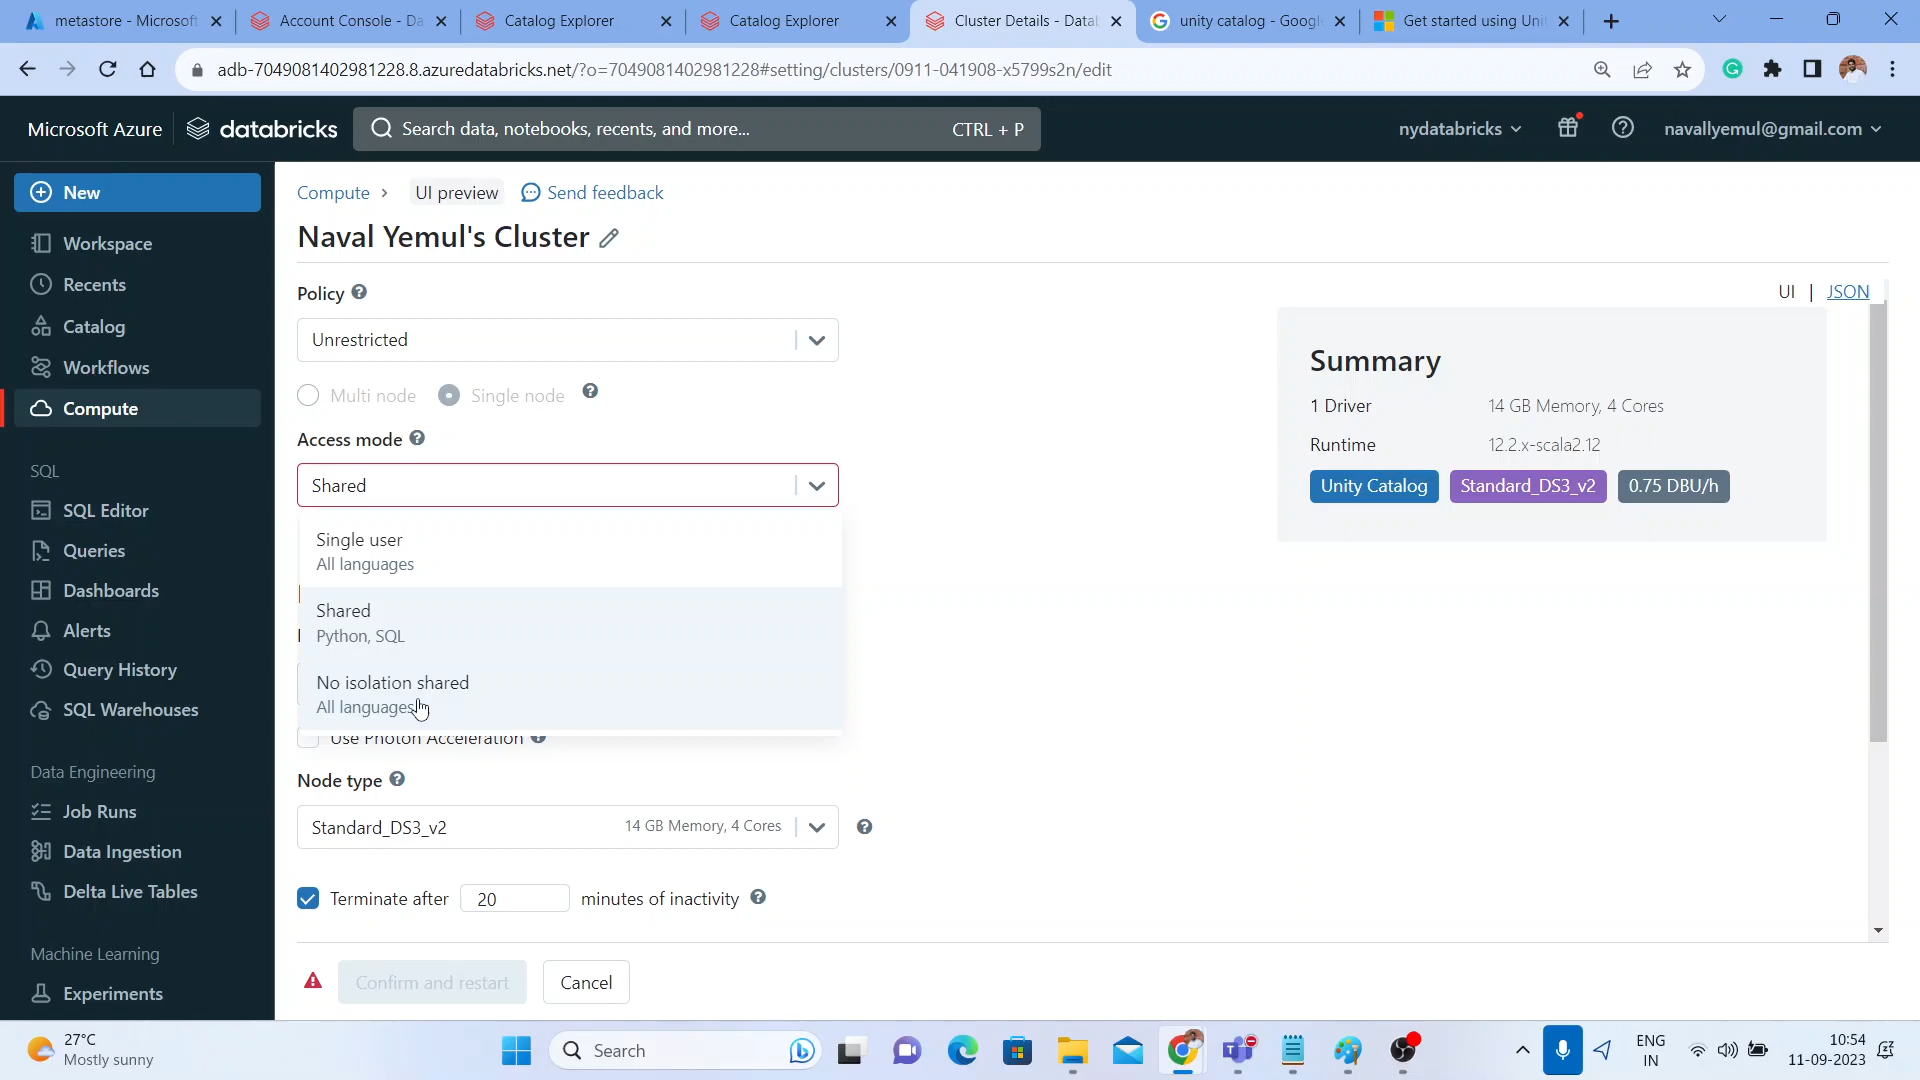 metastore - Microsoft
Account Console - Da
Catalog Explorer
Catalog Explorer
Cluster Details - Datab
unity catalog - Google
Get started using Unit
adb-7049081402981228.8.azuredatabricks.net/?o=7049081402981228#setting/clusters/0911-041908-x5799s2n/edit
Microsoft Azure
databricks
Search data, notebooks, recents, and more...
CTRL + P
nydatabricks
navallyemul@gmail.com
New
Workspace
Recents
Catalog
Workflows
Compute
SQL
SQL Editor
Queries
Dashboards
Alerts
Query History
SQL Warehouses
Data Engineering
Job Runs
Data Ingestion
Delta Live Tables
Machine Learning
Experiments
Compute
UI preview
Send feedback
Naval Yemul's Cluster
Policy
Unrestricted
Multi node
Single node
Access mode
Shared
Single user
All languages
Shared
Python, SQL
No isolation shared
All languages
Use Photon Acceleration
Node type
Standard_DS3_v2
14 GB Memory, 4 Cores
Terminate after 20 minutes of inactivity
Confirm and restart
Cancel
UI | JSON
Summary
1 Driver
14 GB Memory, 4 Cores
Runtime
12.2.x-scala2.12
Unity Catalog
Standard_DS3_v2
0.75 DBU/h
27°C
Mostly sunny
Search
ENG
IN
10:54
11-09-2023